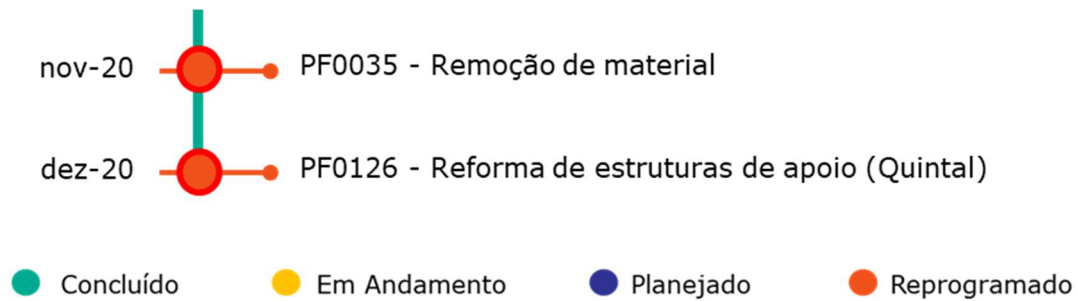 nov-20 PF0035 - Remoção de material
dez-20 PF0126 - Reforma de estruturas de apoio (Quintal)
Concluído Em Andamento Planejado Reprogramado